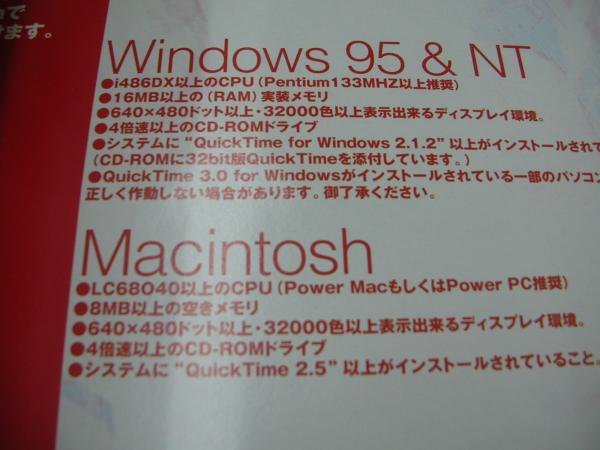 で
けます。
Windows 95 & NT
●i486DX以上のCPU（Pentium133MHZ以上推奨）
●16MB以上の（RAM）実装メモリ
●640×480ドット以上・32000色以上表示出来るディスプレイ環境。
●4倍速以上のCD-ROMドライブ
●システムに“QuickTime for Windows 2.1.2”以上がインストールされて
（CD-ROMに32bit版QuickTimeを添付しています。）
●QuickTime 3.0 for Windowsがインストールされている一部のパソコン
正しく作動しない場合があります。御了承ください。
Macintosh
●LC68040以上のCPU（Power MacもしくはPower PC推奨）
●8MB以上の空きメモリ
●640×480ドット以上・32000色以上表示出来るディスプレイ環境。
●4倍速以上のCD-ROMドライブ
●システムに“QuickTime 2.5”以上がインストールされていること。